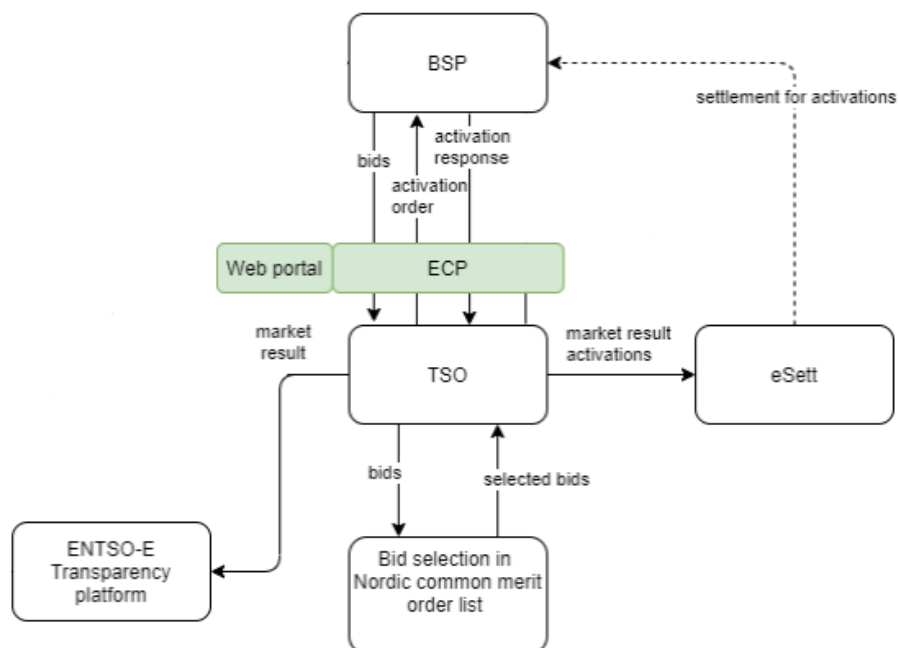 BSP
settlement for activations
bids
activation
response
activation
order
Web portal
ECP
market
result
TSO
market result
activations
eSett
bids
selected bids
ENTSO-E
Transparency
platform
Bid selection in
Nordic common merit
order list